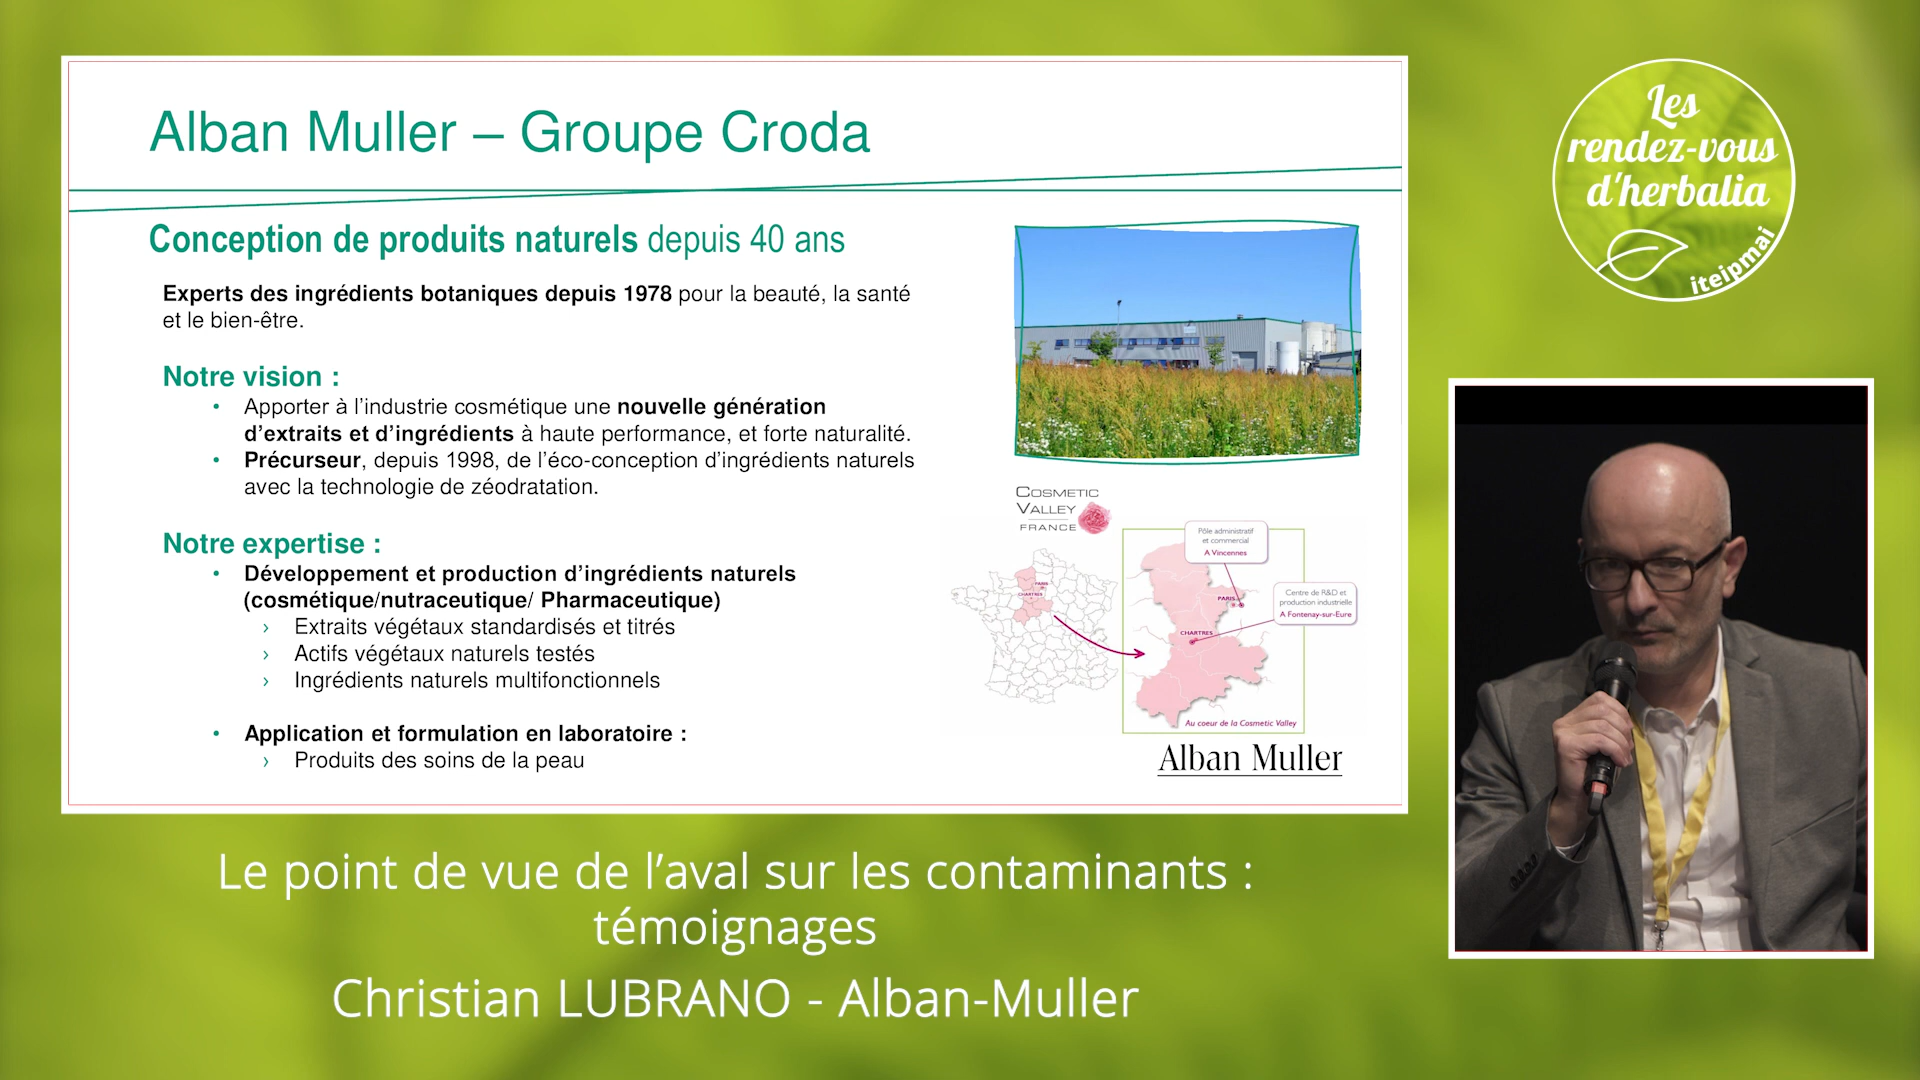 Alban Muller – Groupe Croda
Conception de produits naturels depuis 40 ans
Experts des ingrédients botaniques depuis 1978 pour la beauté, la santé
et le bien-être.
Notre vision :
• Apporter à l’industrie cosmétique une nouvelle génération
d’extraits et d’ingrédients à haute performance, et forte naturalité.
• Précurseur, depuis 1998, de l’éco-conception d’ingrédients naturels
avec la technologie de zéodratation.
Notre expertise :
• Développement et production d’ingrédients naturels
(cosmétique/nutraceutique/ Pharmaceutique)
› Extraits végétaux standardisés et titrés
› Actifs végétaux naturels testés
› Ingrédients naturels multifonctionnels
• Application et formulation en laboratoire :
› Produits des soins de la peau
COSMETIC
VALLEY
FRANCE
PARIS
CHARTRES
Pôle administratif
et commercial
A Vincennes
PARIS
Centre de R&D et
production industrielle
A Fontenay-sur-Eure
CHARTRES
Au coeur de la Cosmetic Valley
Alban Muller
Les
rendez-vous
d'herbalia
iteipmai
Le point de vue de l’aval sur les contaminants :
témoignages
Christian LUBRANO - Alban-Muller